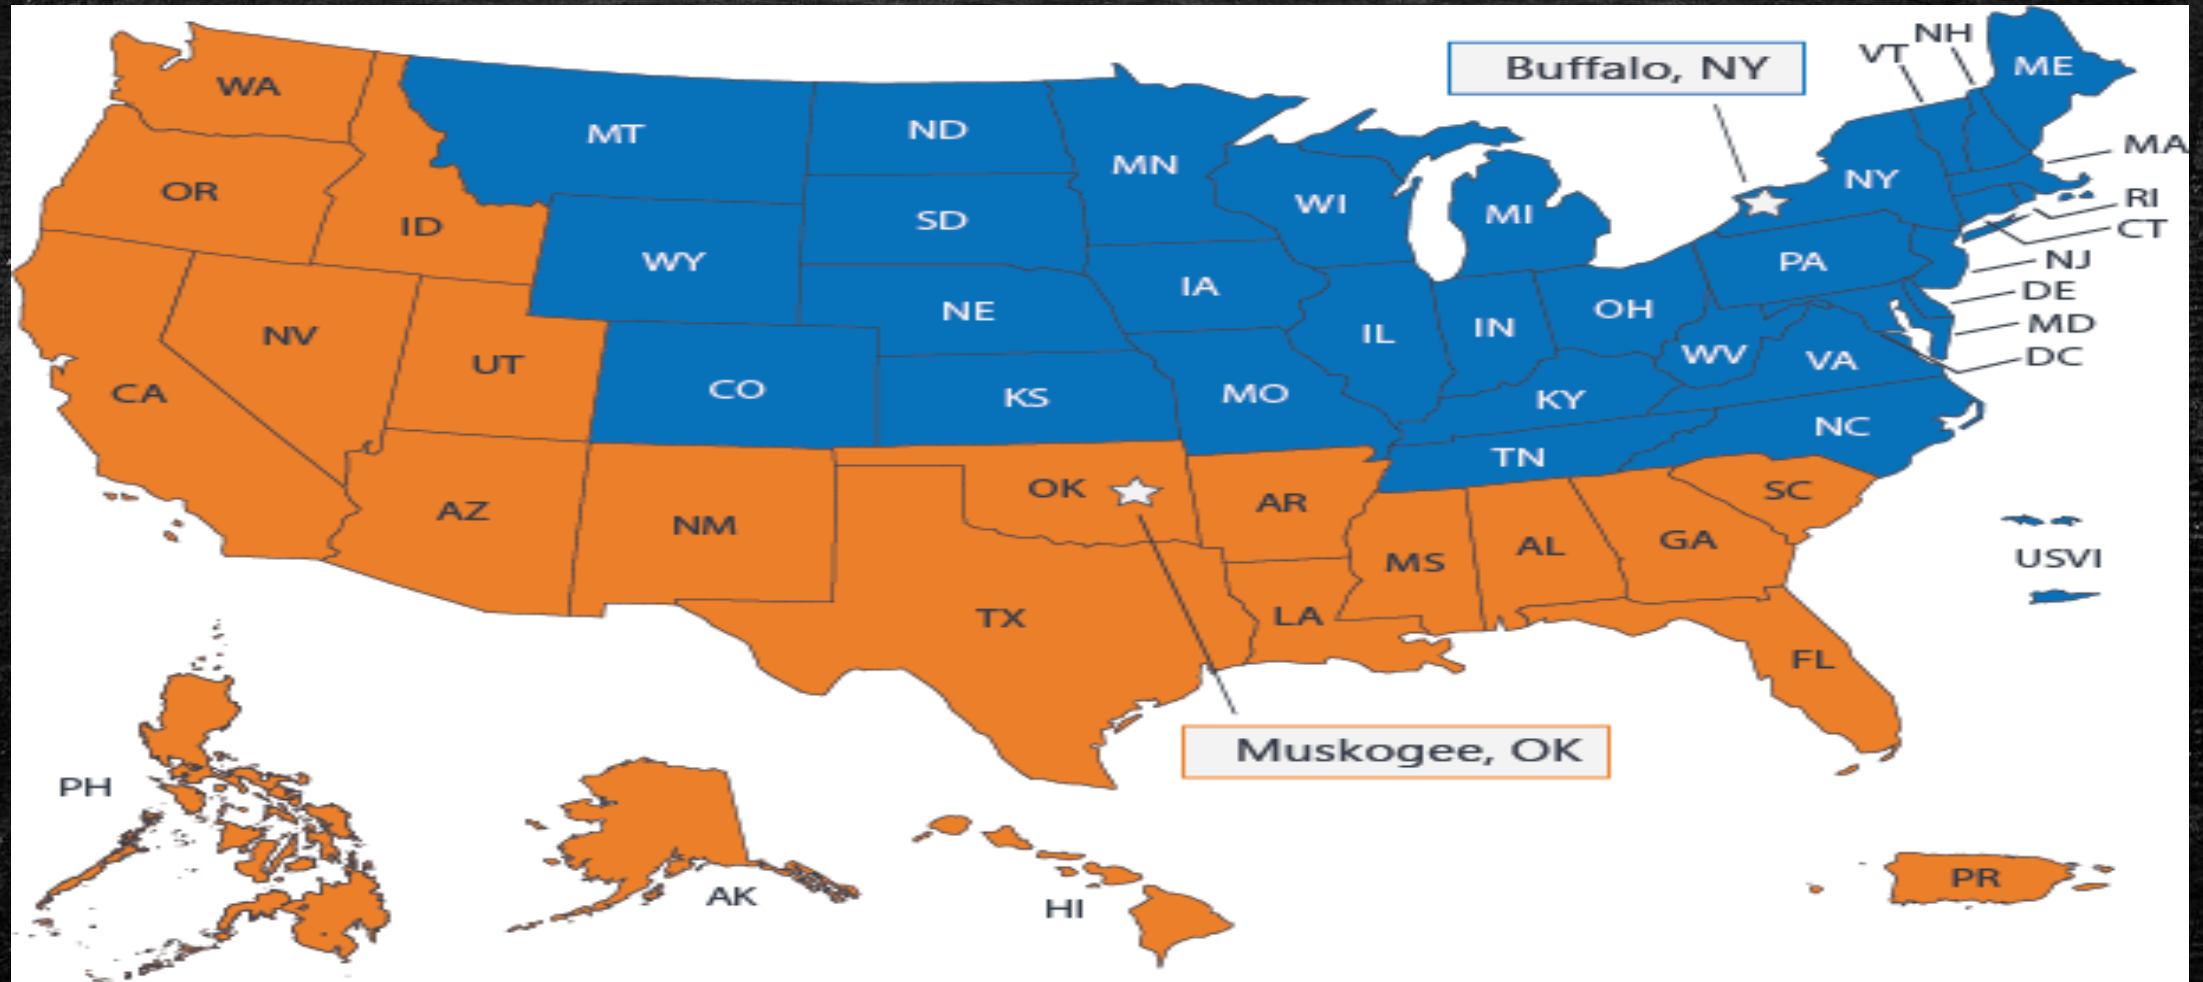 NH
VT
ME
Buffalo, NY
WA
MT
ND
MN
MA
OR
ID
SD
WI
MI
NY
RI
CT
WY
PA
NJ
IA
DE
NE
OH
MD
NV
IL
IN
UT
WV
VA
DC
CA
CO
KS
MO
KY
NC
TN
OK
AZ
NM
AR
SC
MS
AL
GA
USVI
TX
LA
FL
Muskogee, OK
PH
AK
HI
PR